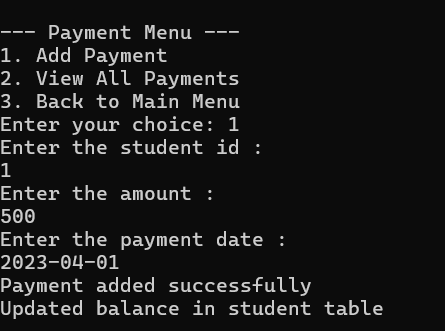 --- Payment Menu ---
1. Add Payment
2. View All Payments
3. Back to Main Menu
Enter your choice: 1
Enter the student id :
1
Enter the amount :
500
Enter the payment date :
2023-04-01
Payment added successfully
Updated balance in student table